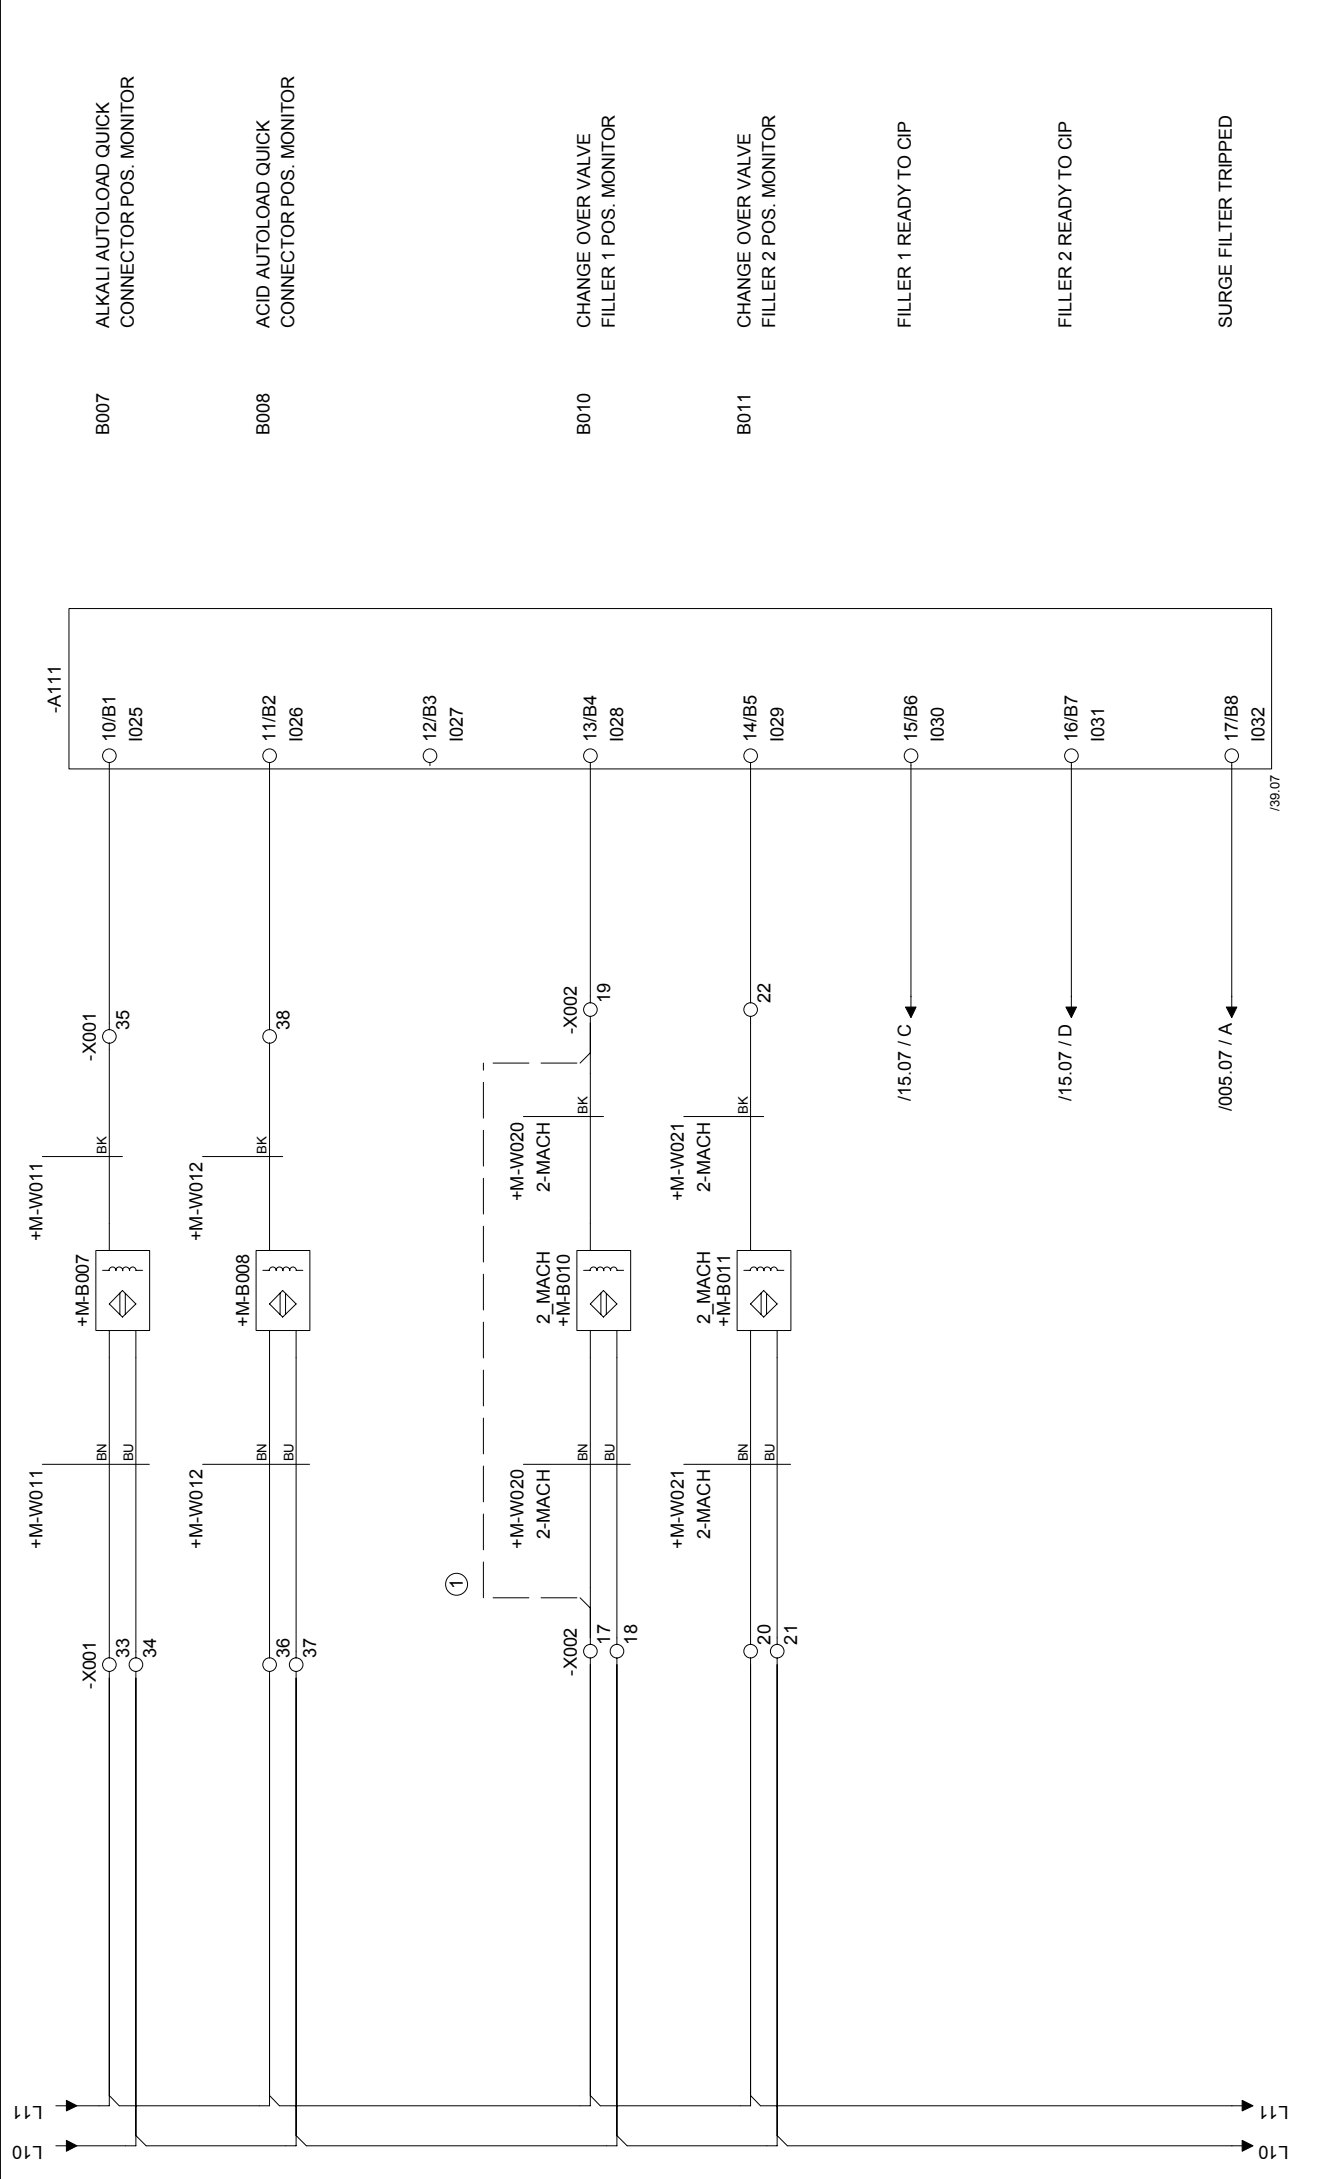 L11
L10
-X001
33
34
+M-W011
BN
BU
+M-B007
+M-W011
BK
-X001
35
-A111
10/B1
I025
B007
ALKALI AUTOLOAD QUICK
CONNECTOR POS. MONITOR
36
37
+M-W012
BN
BU
+M-B008
+M-W012
BK
38
11/B2
I026
B008
ACID AUTOLOAD QUICK
CONNECTOR POS. MONITOR
12/B3
I027
1
-X002
17
18
+M-W020
2-MACH
BN
BU
2_MACH
+M-B010
+M-W020
2-MACH
BK
-X002
19
13/B4
I028
B010
CHANGE OVER VALVE
FILLER 1 POS. MONITOR
20
21
+M-W021
2-MACH
BN
BU
2_MACH
+M-B011
+M-W021
2-MACH
BK
22
14/B5
I029
B011
CHANGE OVER VALVE
FILLER 2 POS. MONITOR
/15.07 / C
15/B6
I030
FILLER 1 READY TO CIP
/15.07 / D
16/B7
I031
FILLER 2 READY TO CIP
/005.07 / A
17/B8
I032
SURGE FILTER TRIPPED
/39.07
L11
L10